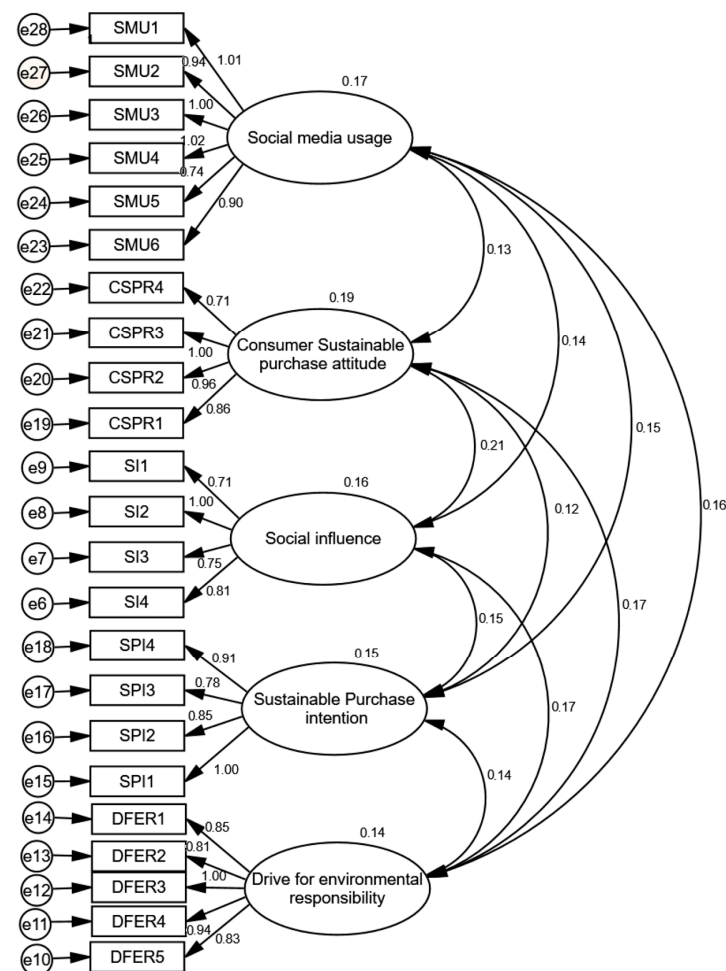 e28
SMU1
e27
SMU2
e26
SMU3
e25
SMU4
e24
SMU5
e23
SMU6
1.01
0.94
1.00
1.02
0.74
0.90
0.17
Social media usage
e22
CSPR4
e21
CSPR3
e20
CSPR2
e19
CSPR1
0.71
1.00
0.96
0.86
0.19
Consumer Sustainable
purchase attitude
e9
SI1
e8
SI2
e7
SI3
e6
SI4
0.71
1.00
0.75
0.81
0.16
Social influence
e18
SPI4
e17
SPI3
e16
SPI2
e15
SPI1
0.91
0.78
0.85
1.00
0.15
Sustainable Purchase
intention
e14
DFER1
e13
DFER2
e12
DFER3
e11
DFER4
e10
DFER5
0.85
0.81
1.00
0.94
0.83
0.14
Drive for environmental
responsibility
0.13
0.14
0.15
0.16
0.21
0.12
0.17
0.15
0.17
0.14